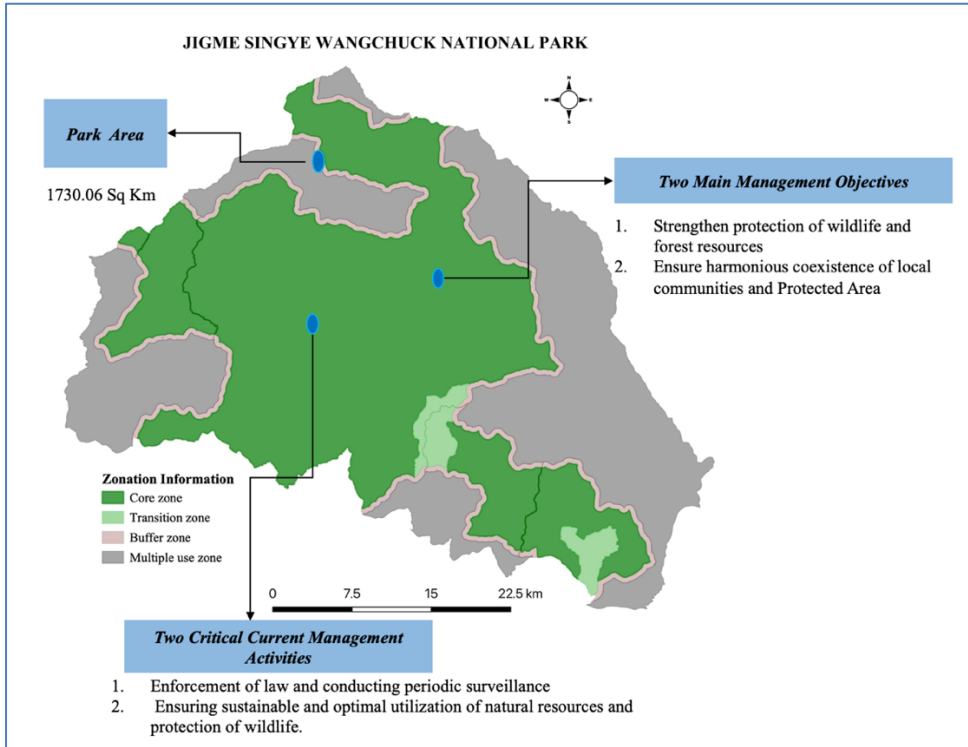 JIGME SINGYE WANGCHUCK NATIONAL PARK
N
W
E
S
Park Area
1730.06 Sq Km
Two Main Management Objectives
1. Strengthen protection of wildlife and
forest resources
2. Ensure harmonious coexistence of local
communities and Protected Area
Zonation Information
Core zone
Transition zone
Buffer zone
Multiple use zone
0 7.5 15 22.5 km
Two Critical Current Management
Activities
1. Enforcement of law and conducting periodic surveillance
2. Ensuring sustainable and optimal utilization of natural resources and
protection of wildlife.